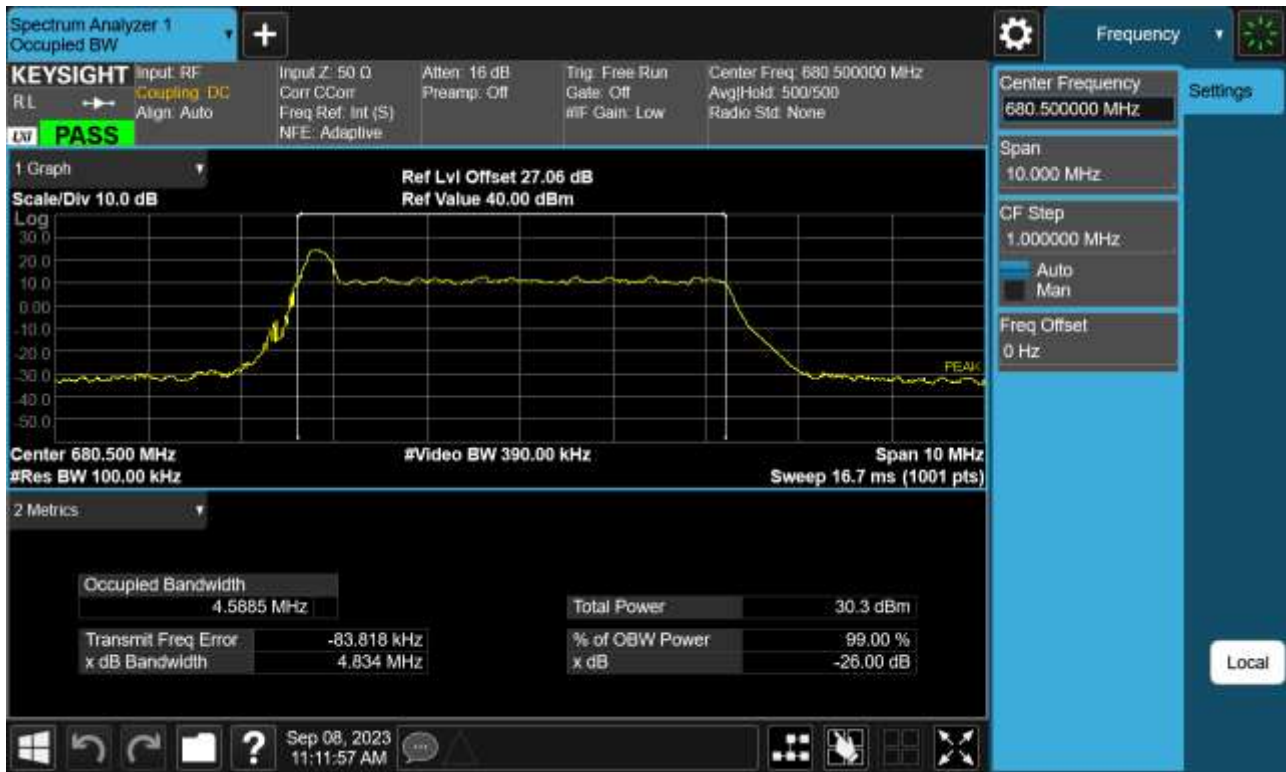 Spectrum Analyzer 1
Occupied BW
Frequency
KEYSIGHT
RL
LXI
PASS
Input: RF
Coupling: DC
Align: Auto
Input Z: 50 Ω
Corr CCorr
Freq Ref: Int (S)
NFE: Adaptive
Atten: 16 dB
Preamp: Off
Trig: Free Run
Gate: Off
#IF Gain: Low
Center Freq: 680.500000 MHz
Avg|Hold: 500/500
Radio Std: None
Center Frequency
680.500000 MHz
Settings
Span
10.000 MHz
CF Step
1.000000 MHz
Auto
Man
Freq Offset
0 Hz
1 Graph
Scale/Div 10.0 dB
Ref Lvl Offset 27.06 dB
Ref Value 40.00 dBm
Log
30.0
20.0
10.0
0.00
-10.0
-20.0
-30.0
-40.0
-50.0
PEAK
Center 680.500 MHz
#Video BW 390.00 kHz
Span 10 MHz
#Res BW 100.00 kHz
Sweep 16.7 ms (1001 pts)
2 Metrics
Occupied Bandwidth
4.5885 MHz
Total Power 30.3 dBm
Transmit Freq Error -83.818 kHz
% of OBW Power 99.00 %
x dB Bandwidth 4.834 MHz
x dB -26.00 dB
Local
?
Sep 08, 2023
11:11:57 AM